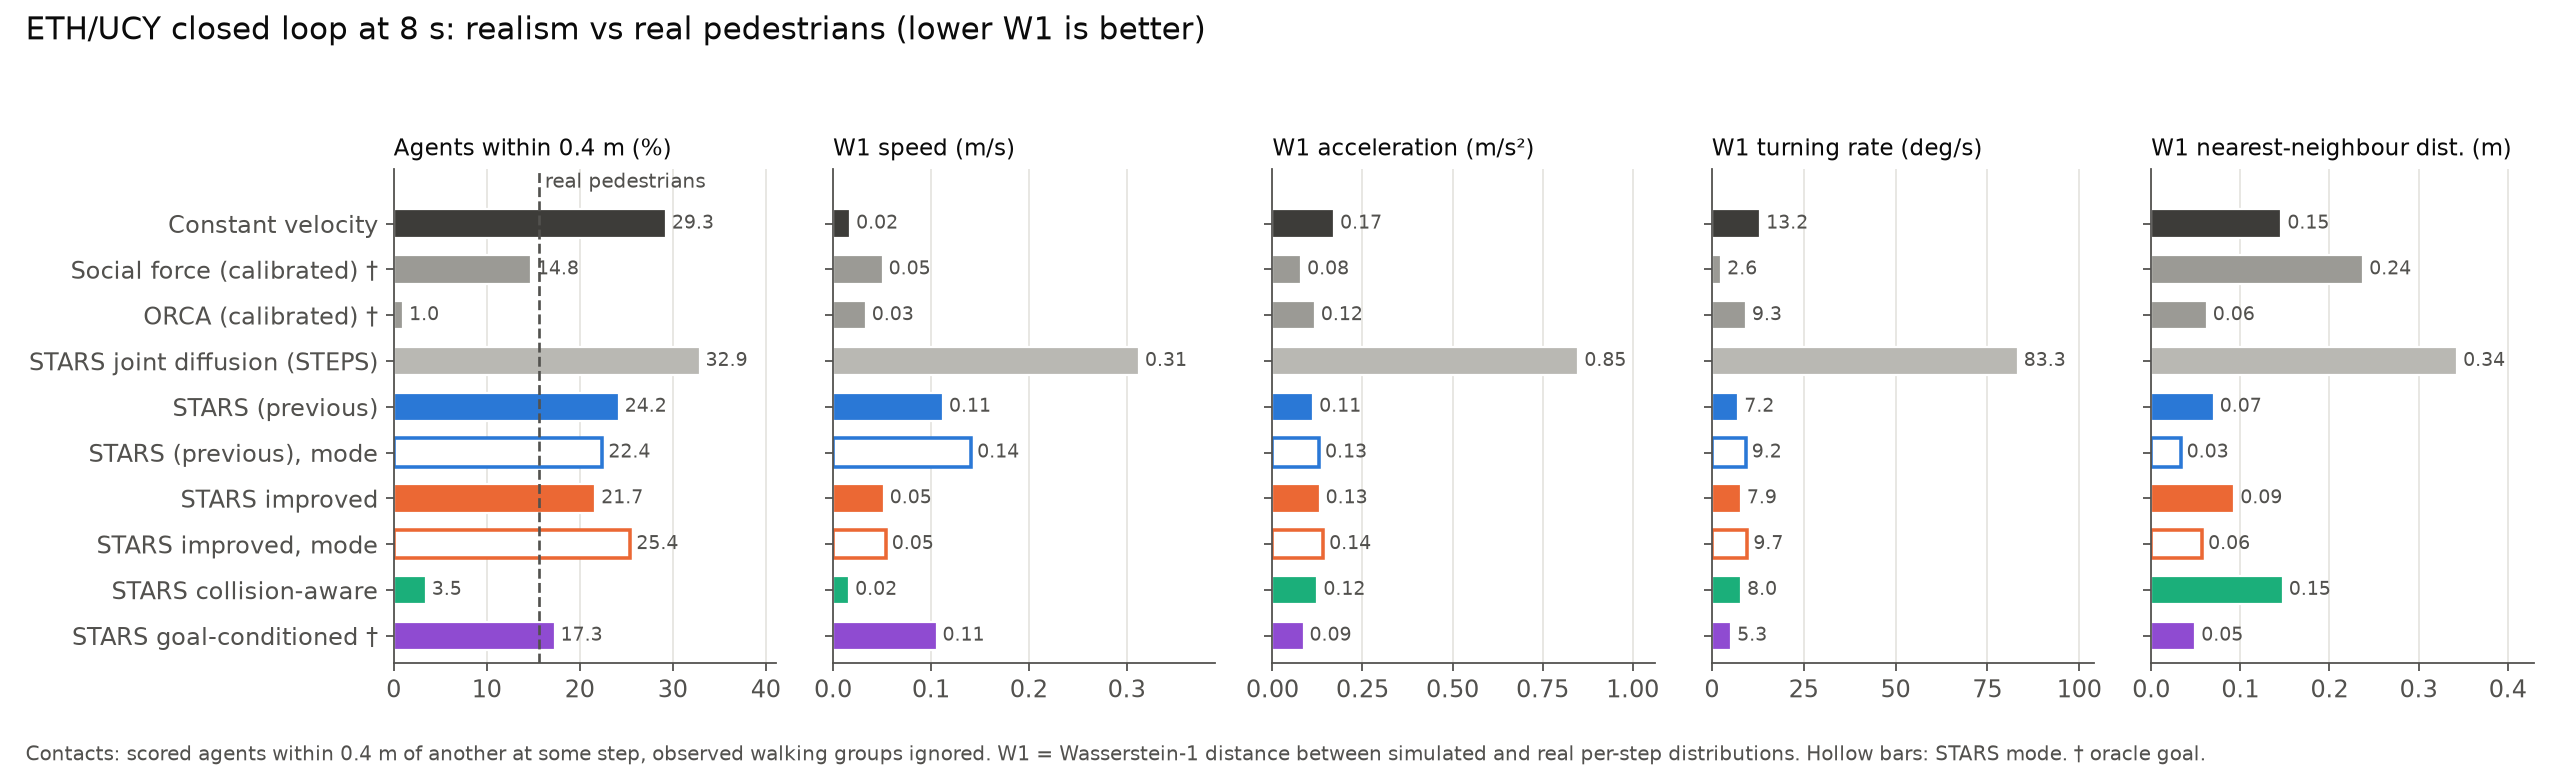 ETH/UCY closed loop at 8 s: realism vs real pedestrians (lower W1 is better)
Agents within 0.4 m (%)
W1 speed (m/s)
W1 acceleration (m/s²)
W1 turning rate (deg/s)
W1 nearest-neighbour dist. (m)
real pedestrians
Constant velocity 29.3 0.02 0.17 13.2 0.15
Social force (calibrated) † 14.8 0.05 0.08 2.6 0.24
ORCA (calibrated) † 1.0 0.03 0.12 9.3 0.06
STARS joint diffusion (STEPS) 32.9 0.31 0.85 83.3 0.34
STARS (previous) 24.2 0.11 0.11 7.2 0.07
STARS (previous), mode 22.4 0.14 0.13 9.2 0.03
STARS improved 21.7 0.05 0.13 7.9 0.09
STARS improved, mode 25.4 0.05 0.14 9.7 0.06
STARS collision-aware 3.5 0.02 0.12 8.0 0.15
STARS goal-conditioned † 17.3 0.11 0.09 5.3 0.05
0 10 20 30 40
0.0 0.1 0.2 0.3
0.00 0.25 0.50 0.75 1.00
0 25 50 75 100
0.0 0.1 0.2 0.3 0.4
Contacts: scored agents within 0.4 m of another at some step, observed walking groups ignored. W1 = Wasserstein-1 distance between simulated and real per-step distributions. Hollow bars: STARS mode. † oracle goal.